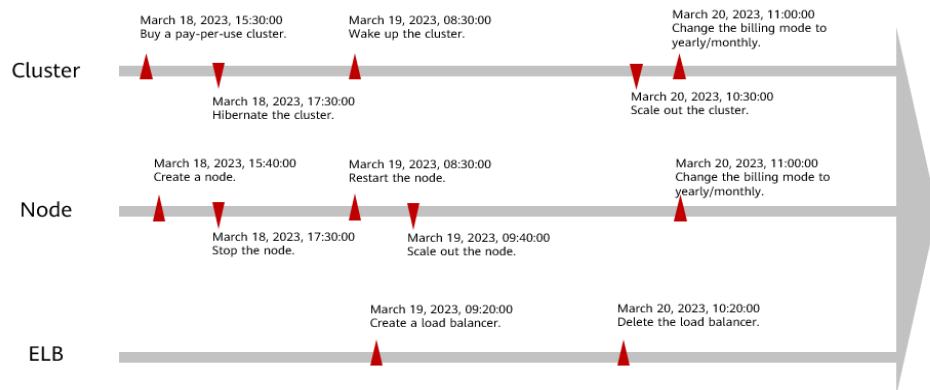 March 18, 2023, 15:30:00
Buy a pay-per-use cluster.
March 19, 2023, 08:30:00
Wake up the cluster.
March 20, 2023, 11:00:00
Change the billing mode to
yearly/monthly.
Cluster
March 18, 2023, 17:30:00
Hibernate the cluster.
March 20, 2023, 10:30:00
Scale out the cluster.
March 18, 2023, 15:40:00
Create a node.
March 19, 2023, 08:30:00
Restart the node.
March 20, 2023, 11:00:00
Change the billing mode to
yearly/monthly.
Node
March 18, 2023, 17:30:00
Stop the node.
March 19, 2023, 09:40:00
Scale out the node.
March 19, 2023, 09:20:00
Create a load balancer.
March 20, 2023, 10:20:00
Delete the load balancer.
ELB